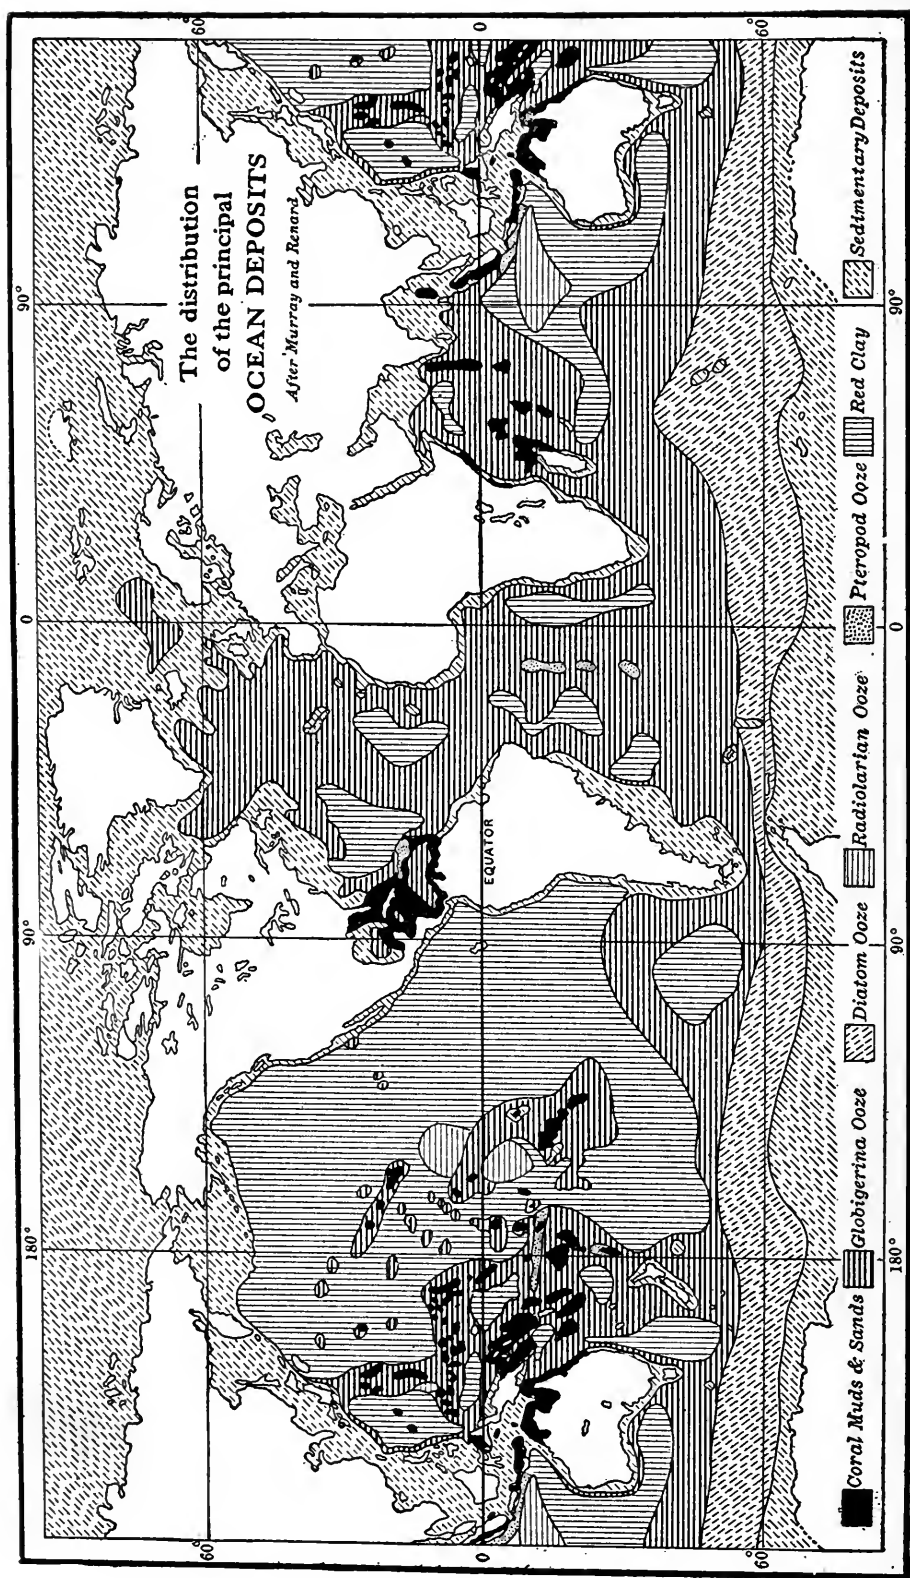 The distribution
of the principal
OCEAN DEPOSITS
After Murray and Renard
180° 90° 0 90°
60° 60°
0 0
EQUATOR
60° 60°
180° 90° 0 90°
Coral Muds & Sands Globigerina Ooze Diatom Ooze Radiolarian Ooze Pteropod Ooze Red Clay Sedimentary Deposits